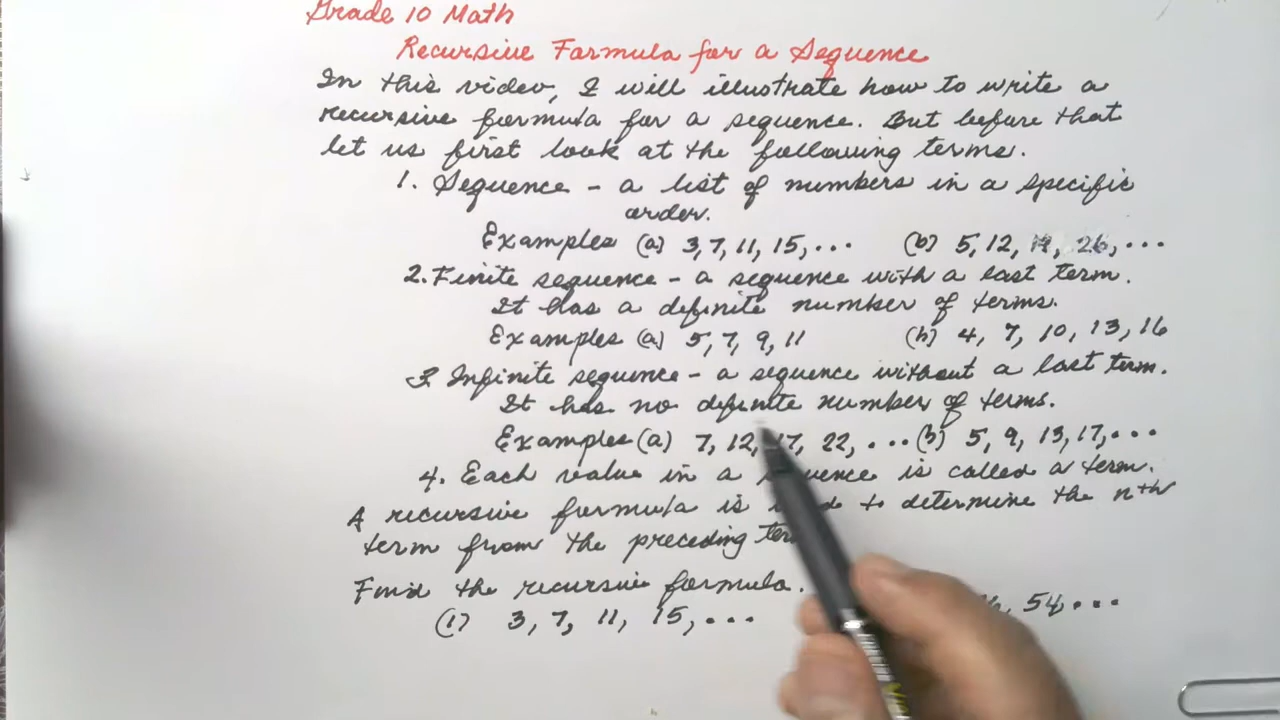 Grade 10 Math
Recursive Formula for a Sequence
In this video, I will illustrate how to write a
recursive formula for a sequence. But before that
let us first look at the following terms.
1. Sequence - a list of numbers in a specific
order.
Examples (a) 3, 7, 11, 15, ... (b) 5, 12, 19, 26, ...
2. Finite sequence - a sequence with a last term.
It has a definite number of terms.
Examples (a) 5, 7, 9, 11 (b) 4, 7, 10, 13, 16
3. Infinite sequence - a sequence without a last term.
It has no definite number of terms.
Examples (a) 7, 12, 17, 22, ... (b) 5, 9, 13, 17, ...
4. Each value in a sequence is called a term.
A recursive formula is to determine the nth
term from the preceding
Find the recursive formula.
(1) 3, 7, 11, 15, ... 54, ...